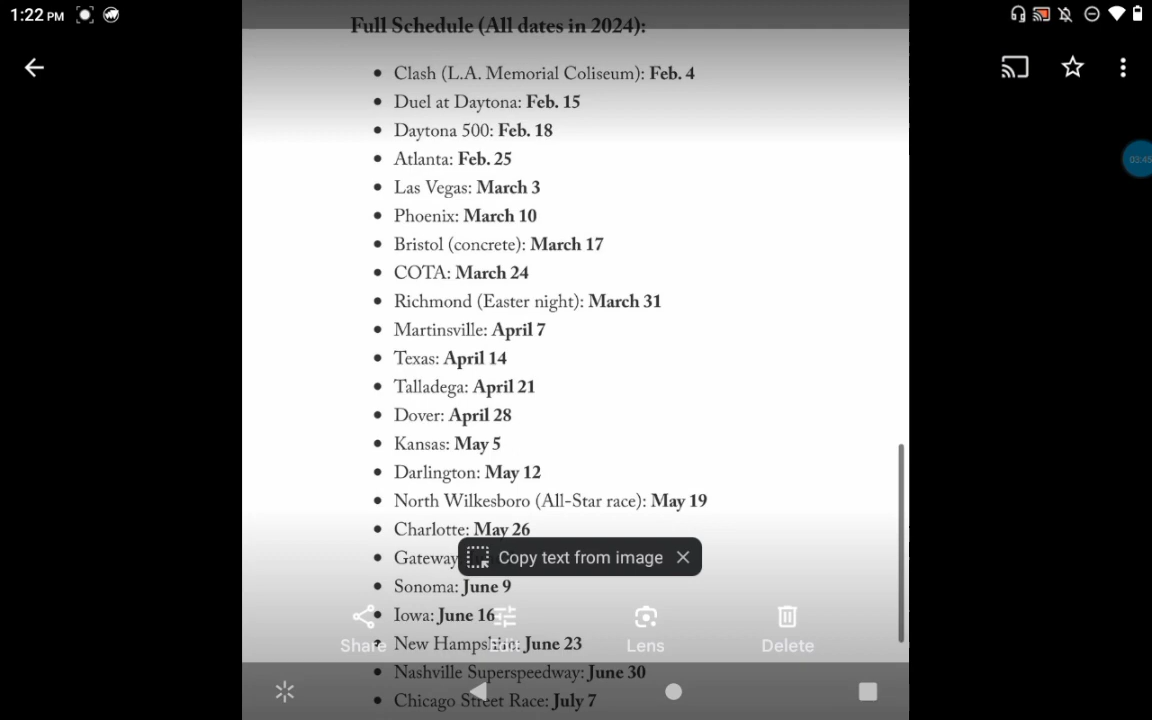 1:22 PM
Full Schedule (All dates in 2024):
• Clash (L.A. Memorial Coliseum): Feb. 4
• Duel at Daytona: Feb. 15
03:45
• Daytona 500: Feb. 18
• Atlanta: Feb. 25
• Las Vegas: March 3
• Phoenix: March 10
• Bristol (concrete): March 17
• COTA: March 24
• Richmond (Easter night): March 31
• Martinsville: April 7
• Texas: April 14
• Talladega: April 21
• Dover: April 28
• Kansas: May 5
• Darlington: May 12
• North Wilkesboro (All-Star race): May 19
• Charlotte: May 26
• Gateway
Copy text from image
• Sonoma: June 9
• Iowa: June 16
• New Hampshire: June 23
Share
Edit
Lens
Delete
• Nashville Superspeedway: June 30
• Chicago Street Race: July 7